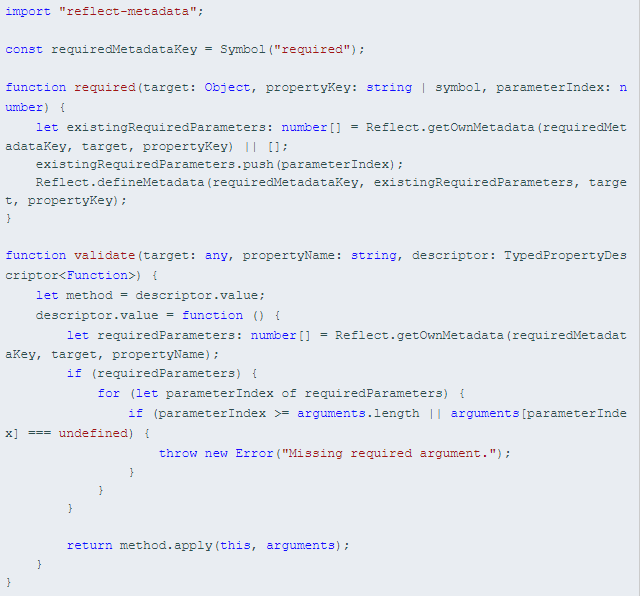 import "reflect-metadata";
const requiredMetadataKey = Symbol("required");
function required(target: Object, propertyKey: string | symbol, parameterIndex: n
umber) {
    let existingRequiredParameters: number[] = Reflect.getOwnMetadata(requiredMet
adataKey, target, propertyKey) || [];
    existingRequiredParameters.push(parameterIndex);
    Reflect.defineMetadata(requiredMetadataKey, existingRequiredParameters, targe
t, propertyKey);
}
function validate(target: any, propertyName: string, descriptor: TypedPropertyDes
criptor<Function>) {
    let method = descriptor.value;
    descriptor.value = function () {
        let requiredParameters: number[] = Reflect.getOwnMetadata(requiredMetadat
aKey, target, propertyName);
        if (requiredParameters) {
            for (let parameterIndex of requiredParameters) {
                if (parameterIndex >= arguments.length || arguments[parameterInde
x] === undefined) {
                    throw new Error("Missing required argument.");
                }
            }
        }
        return method.apply(this, arguments);
    }
}